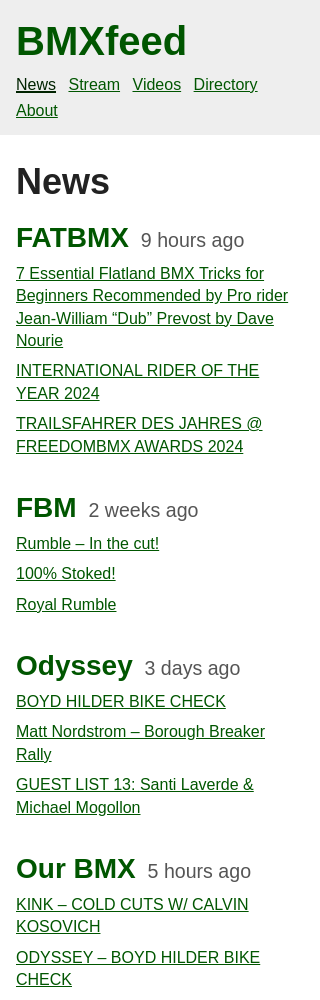 BMXfeed
News Stream Videos Directory
About
News
FATBMX 9 hours ago
7 Essential Flatland BMX Tricks for
Beginners Recommended by Pro rider
Jean-William “Dub” Prevost by Dave
Nourie
INTERNATIONAL RIDER OF THE
YEAR 2024
TRAILSFAHRER DES JAHRES @
FREEDOMBMX AWARDS 2024
FBM 2 weeks ago
Rumble – In the cut!
100% Stoked!
Royal Rumble
Odyssey 3 days ago
BOYD HILDER BIKE CHECK
Matt Nordstrom – Borough Breaker
Rally
GUEST LIST 13: Santi Laverde &
Michael Mogollon
Our BMX 5 hours ago
KINK – COLD CUTS W/ CALVIN
KOSOVICH
ODYSSEY – BOYD HILDER BIKE
CHECK